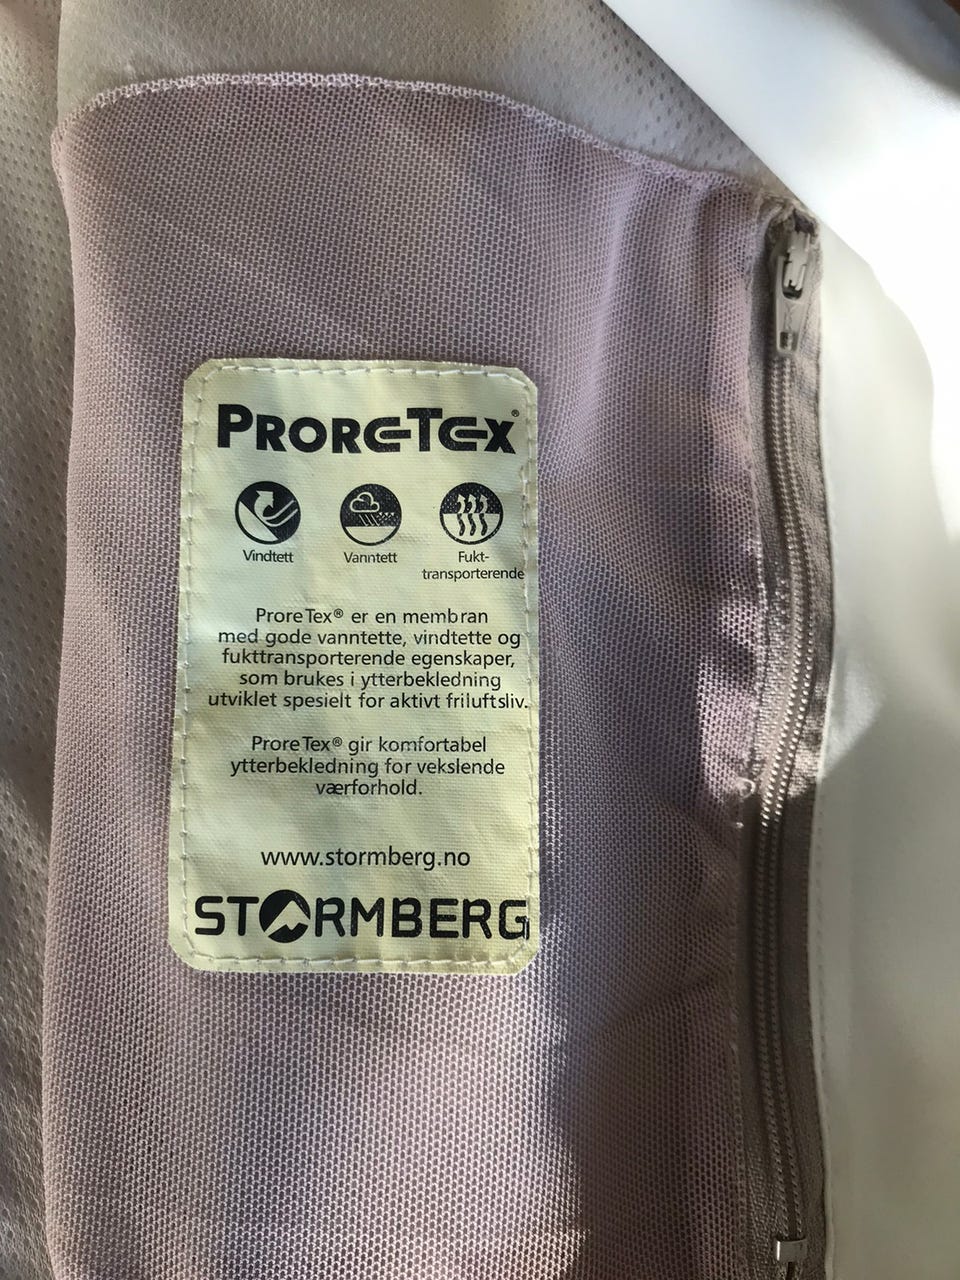 PROReTex®
Vindtett Vanntett Fukt-
transporterende
ProreTex® er en membran
med gode vanntette, vindtette og
fukttransporterende egenskaper,
som brukes i ytterbekledning
utviklet spesielt for aktivt friluftsliv.
ProreTex® gir komfortabel
ytterbekledning for vekslende
værforhold.
www.stormberg.no
STORMBERG